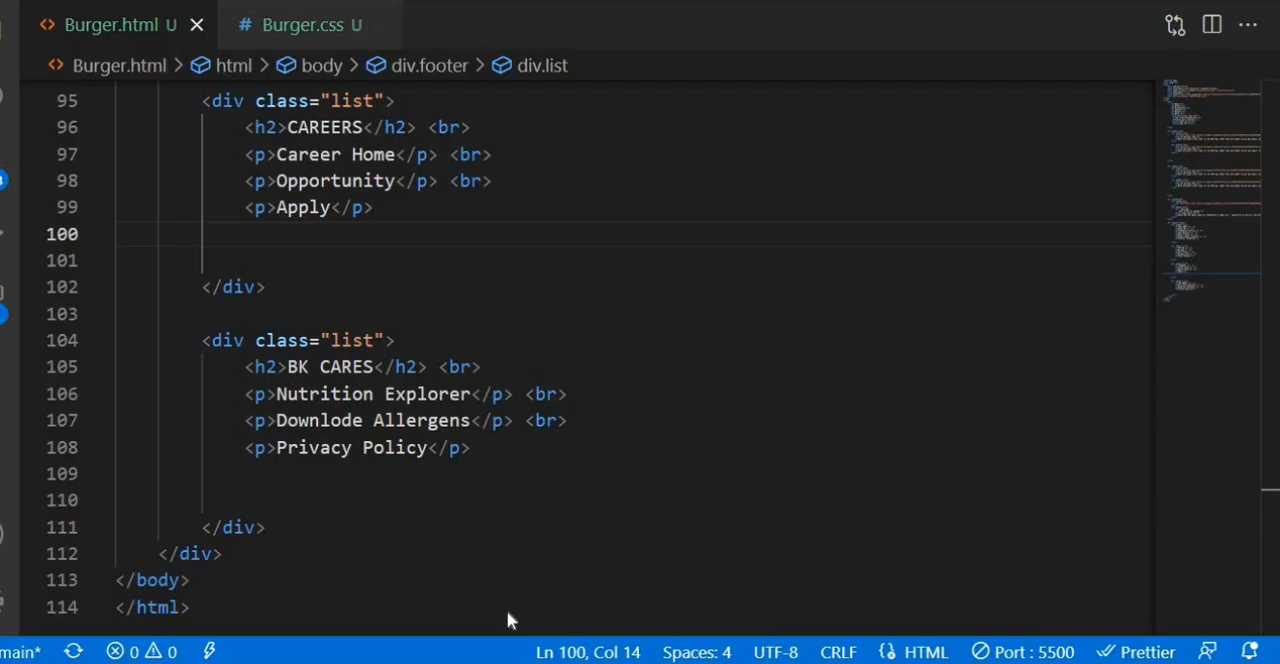 Burger.html U
Burger.css U
Burger.html > html > body > div.footer > div.list
95 <div class="list">
96 <h2>CAREERS</h2> <br>
97 <p>Career Home</p> <br>
98 <p>Opportunity</p> <br>
99 <p>Apply</p>
100
101
102 </div>
103
104 <div class="list">
105 <h2>BK CARES</h2> <br>
106 <p>Nutrition Explorer</p> <br>
107 <p>Downlode Allergens</p> <br>
108 <p>Privacy Policy</p>
109
110
111 </div>
112 </div>
113 </body>
114 </html>
main* 0 0 Ln 100, Col 14 Spaces: 4 UTF-8 CRLF HTML Port : 5500 Prettier